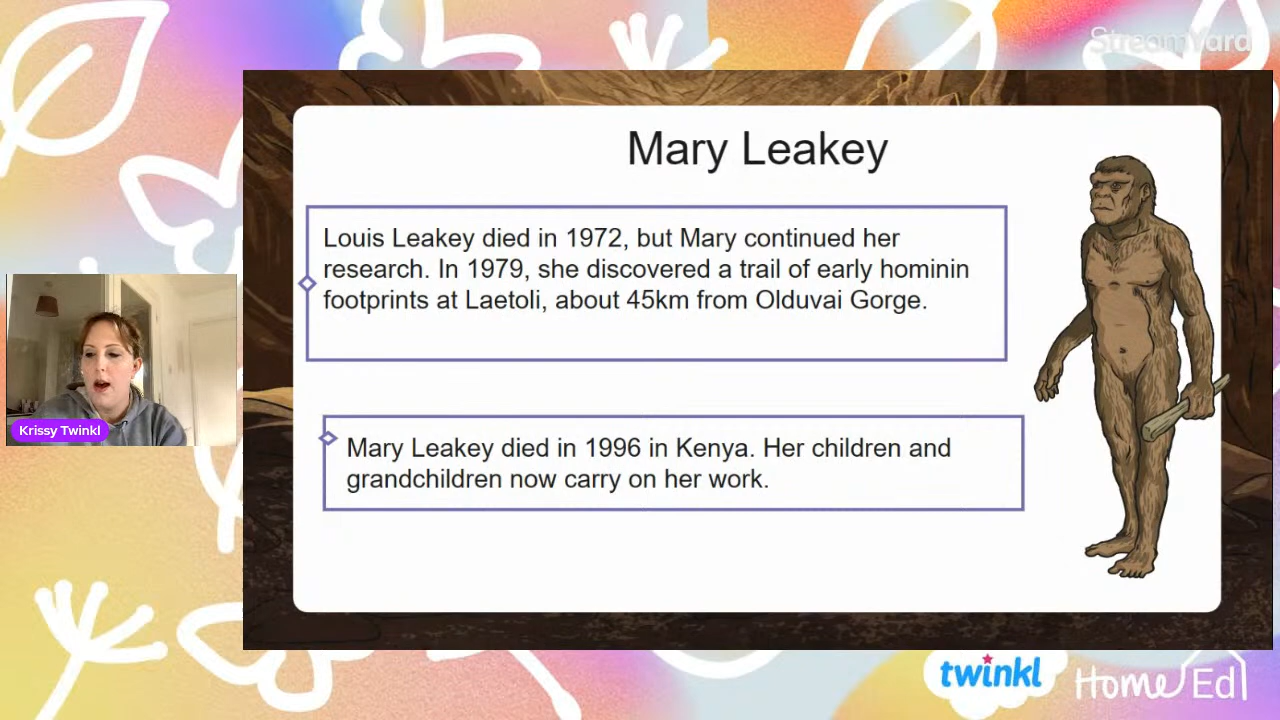 StreamYard
Mary Leakey
Louis Leakey died in 1972, but Mary continued her
research. In 1979, she discovered a trail of early hominin
footprints at Laetoli, about 45km from Olduvai Gorge.
Mary Leakey died in 1996 in Kenya. Her children and
grandchildren now carry on her work.
Krissy Twinkl
twinkl HomeEd